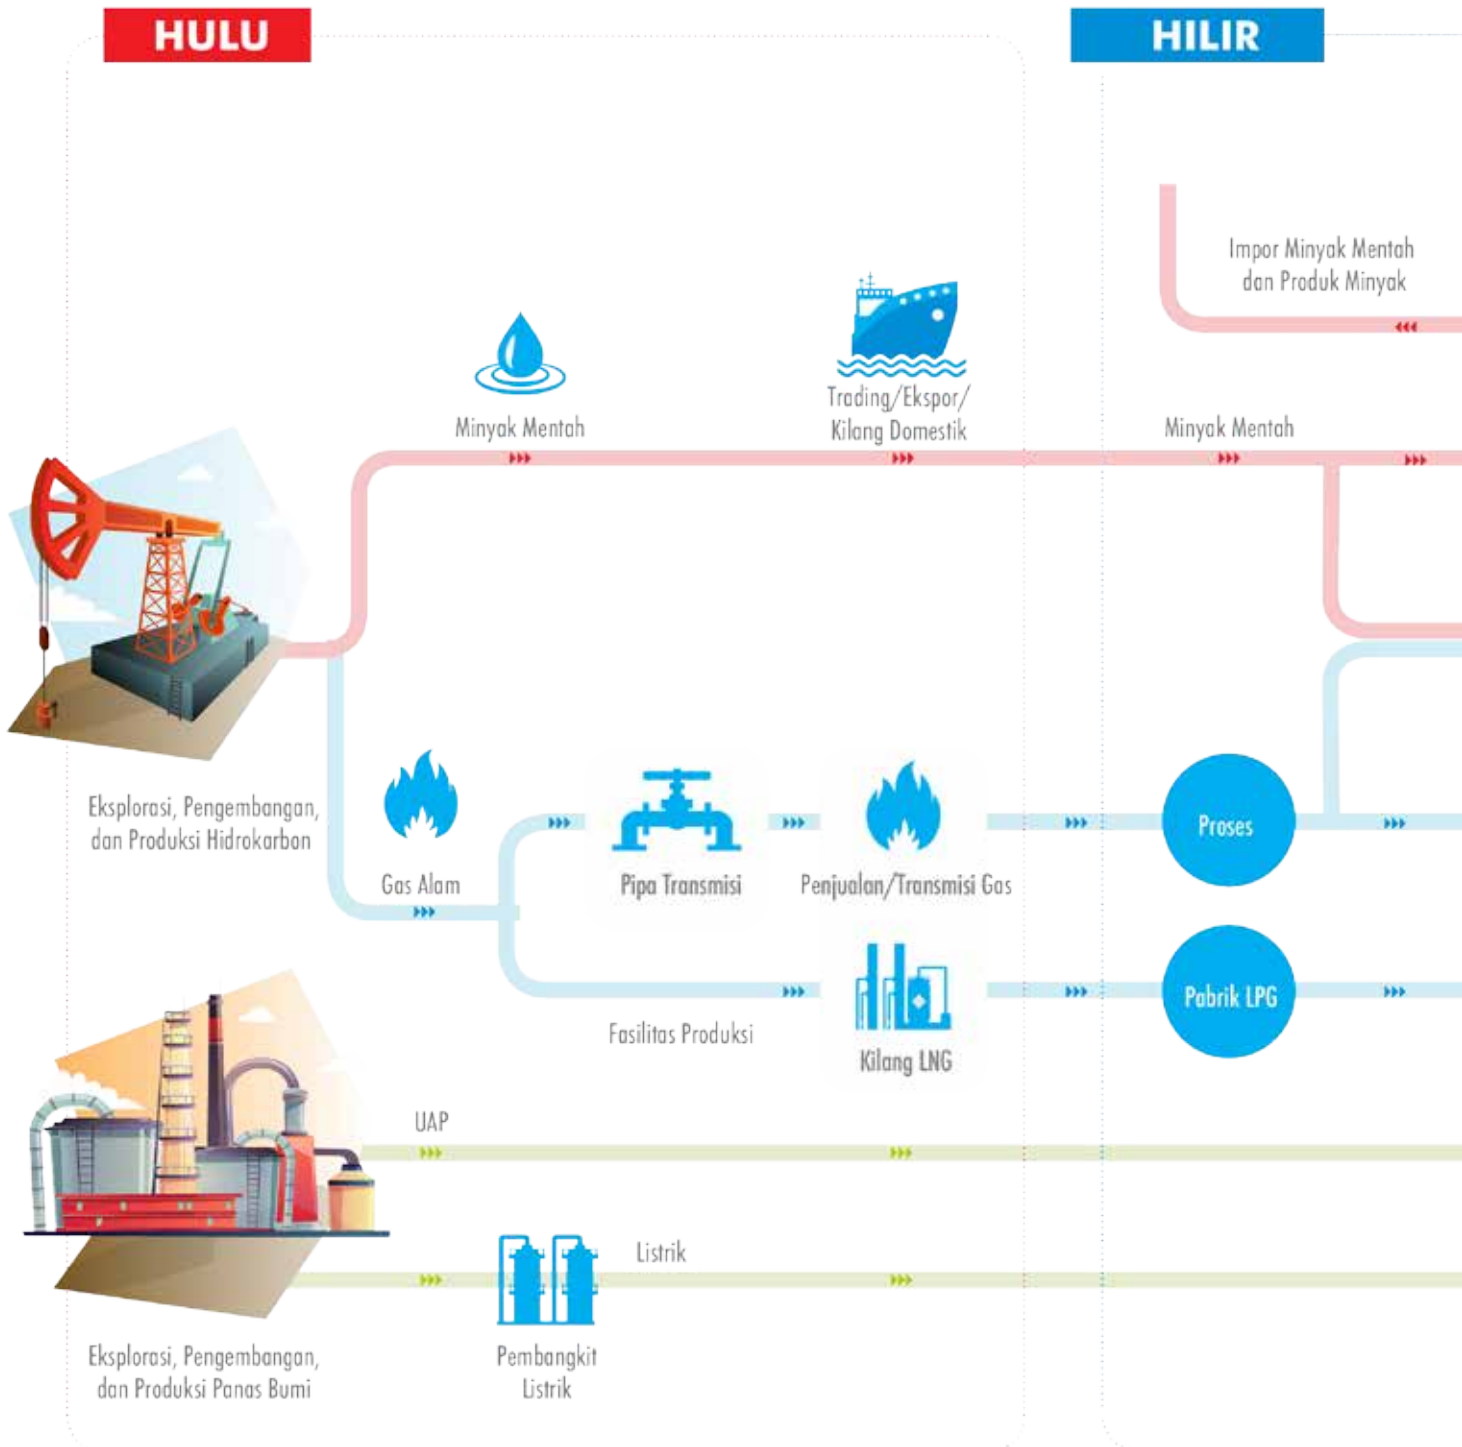 HULU
HILIR
Impor Minyak Mentah
dan Produk Minyak
Minyak Mentah
Trading/Ekspor/
Kilang Domestik
Minyak Mentah
Eksplorasi, Pengembangan,
dan Produksi Hidrokarbon
Gas Alam
Pipa Transmisi
Penjualan/Transmisi Gas
Proses
Fasilitas Produksi
Kilang LNG
Pabrik LPG
UAP
Listrik
Eksplorasi, Pengembangan,
dan Produksi Panas Bumi
Pembangkit
Listrik